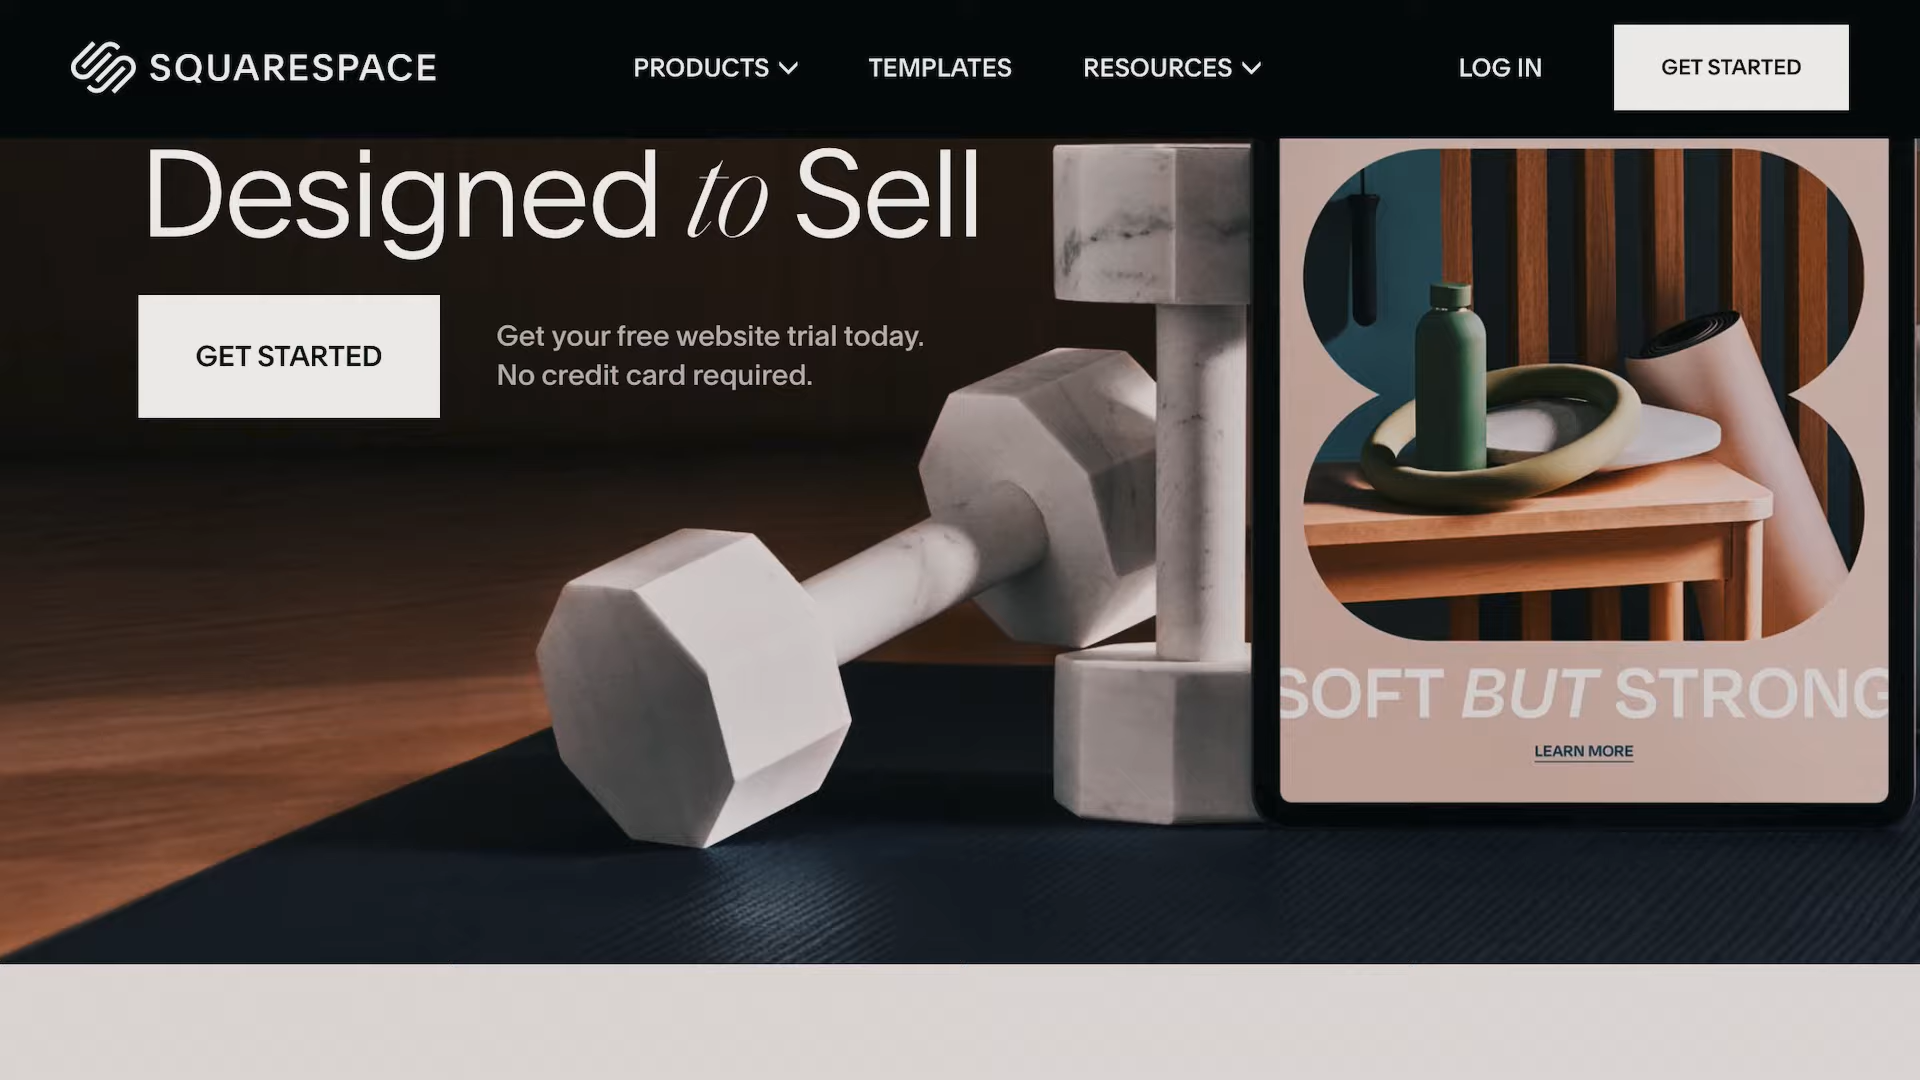 SQUARESPACE
PRODUCTS
TEMPLATES
RESOURCES
LOG IN
GET STARTED
Designed to Sell
GET STARTED
Get your free website trial today.
No credit card required.
SOFT BUT STRONG
LEARN MORE